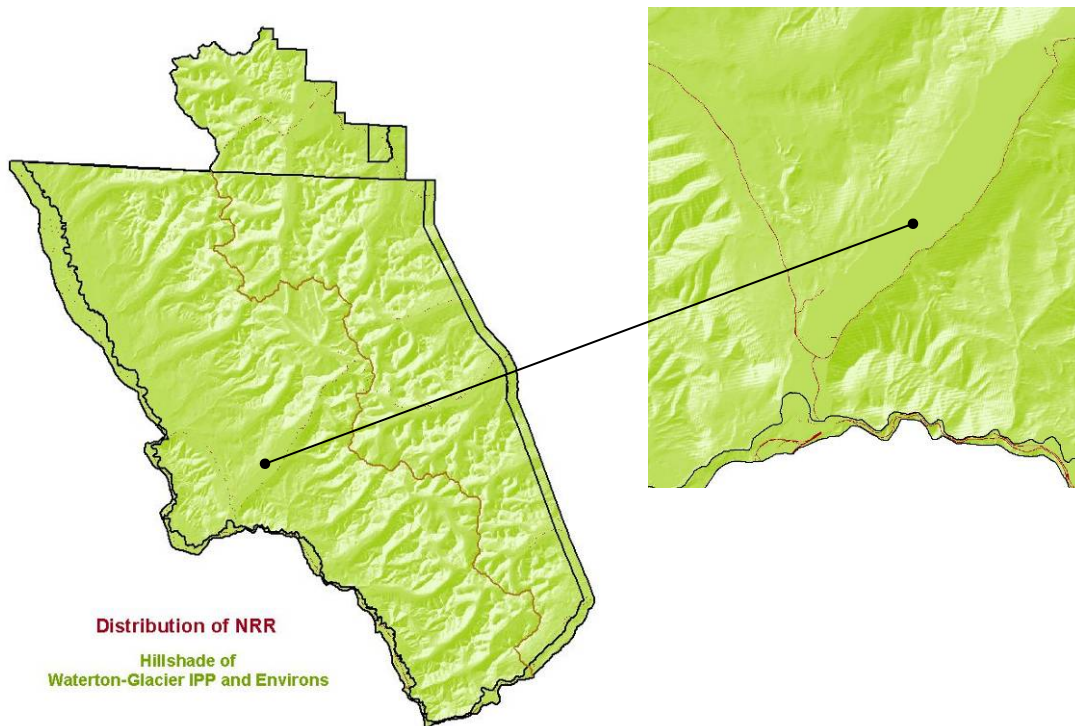 Distribution of NRR
Hillshade of
Waterton-Glacier IPP and Environs